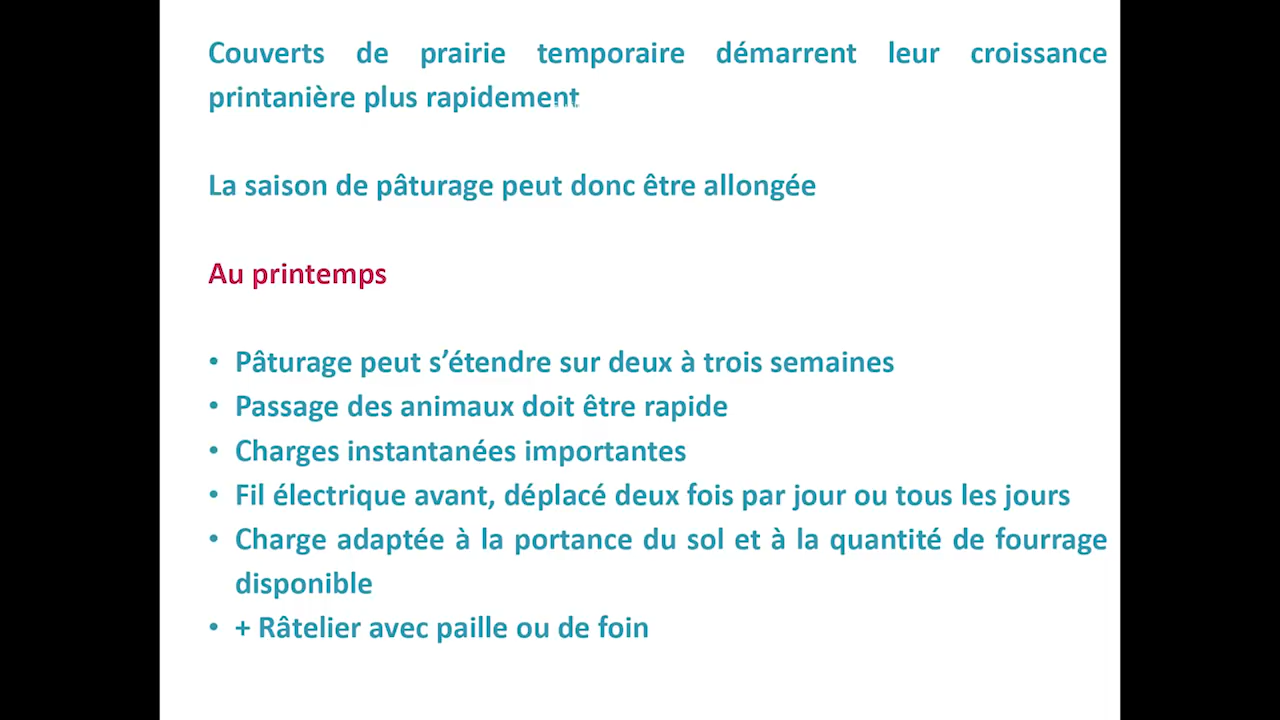 Couverts de prairie temporaire démarrent leur croissance
printanière plus rapidement
La saison de pâturage peut donc être allongée
Au printemps
• Pâturage peut s’étendre sur deux à trois semaines
• Passage des animaux doit être rapide
• Charges instantanées importantes
• Fil électrique avant, déplacé deux fois par jour ou tous les jours
• Charge adaptée à la portance du sol et à la quantité de fourrage
disponible
• + Râtelier avec paille ou de foin